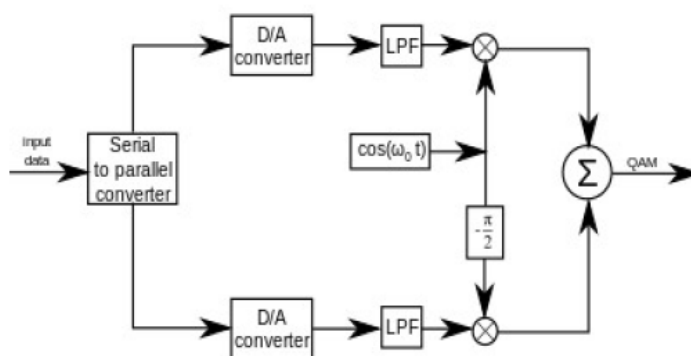 D/A
converter
LPF
input
data
Serial
to parallel
converter
cos(ω₀ t)
Σ
QAM
-π/2
D/A
converter
LPF